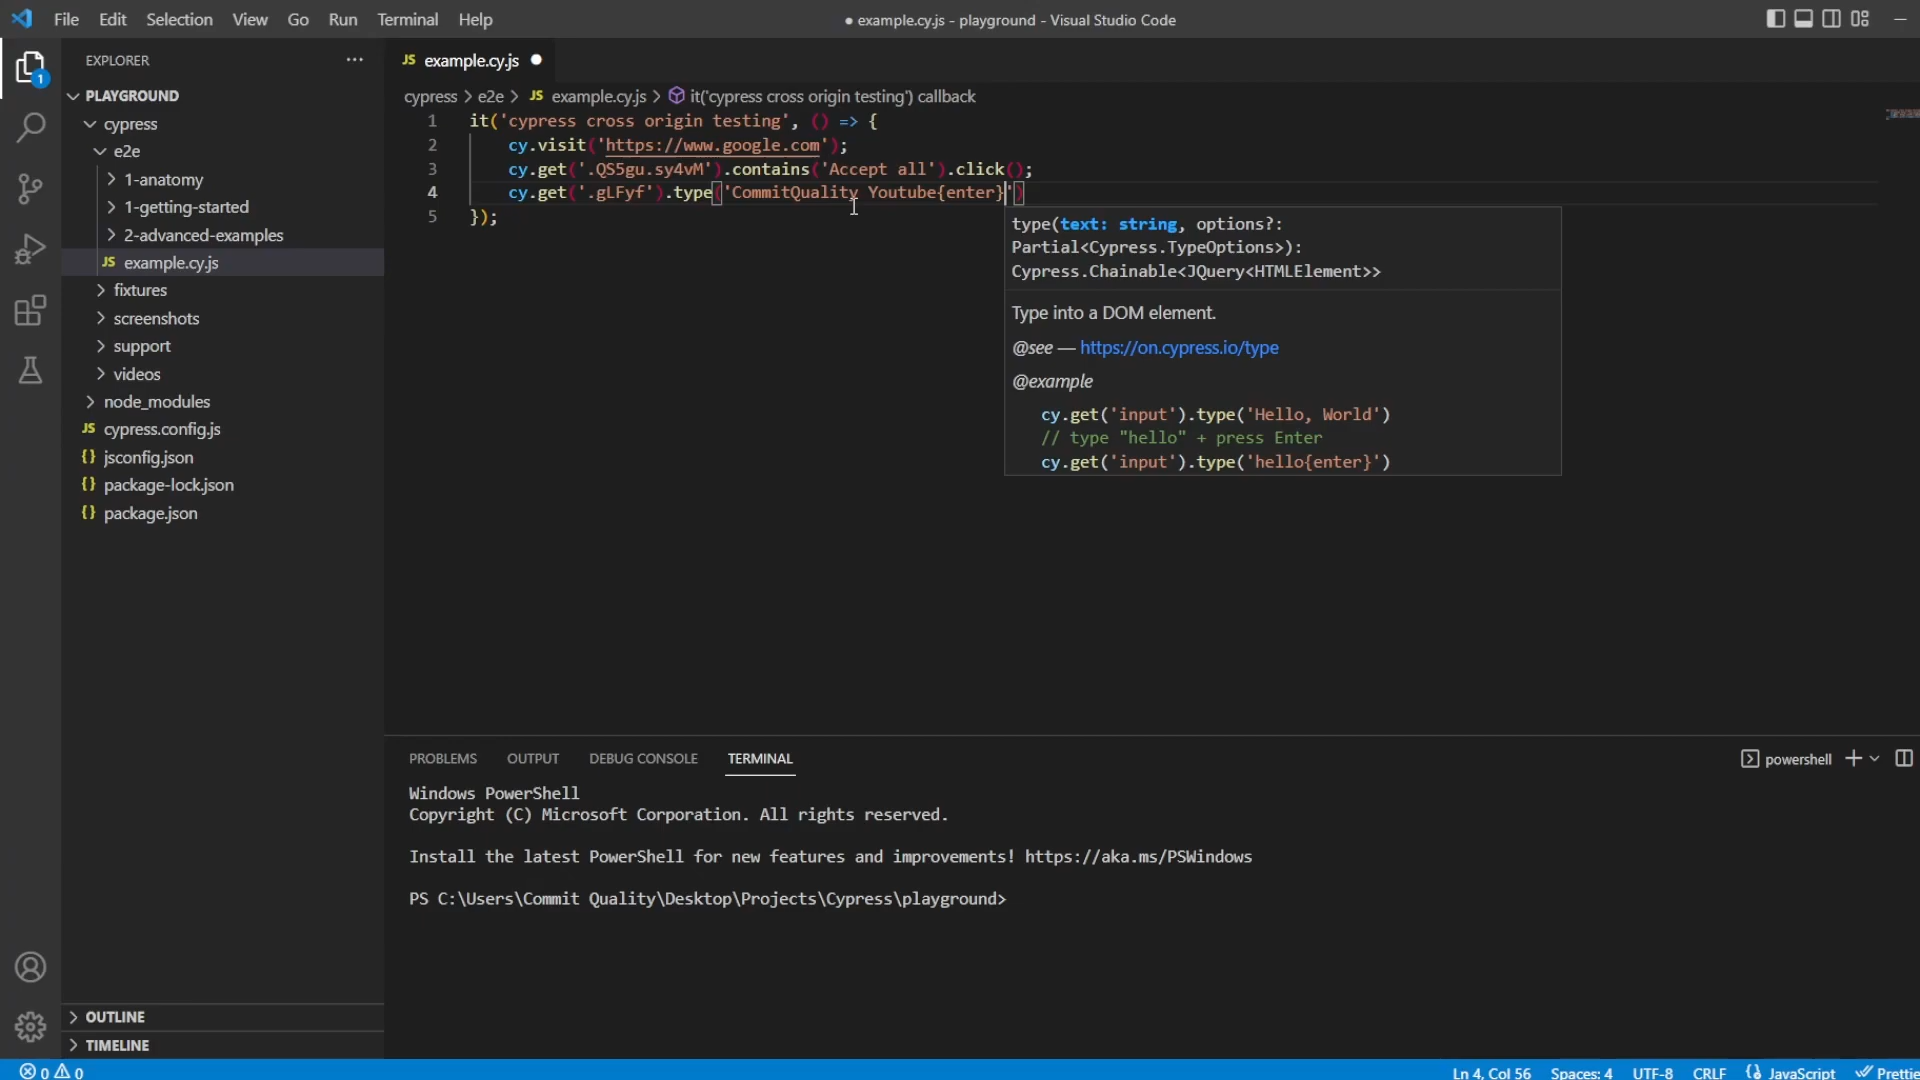 File Edit Selection View Go Run Terminal Help
● example.cy.js - playground - Visual Studio Code
EXPLORER
1
PLAYGROUND
cypress
e2e
1-anatomy
1-getting-started
2-advanced-examples
JS example.cy.js
fixtures
screenshots
support
videos
node_modules
JS cypress.config.js
{} jsconfig.json
{} package-lock.json
{} package.json
OUTLINE
TIMELINE
JS example.cy.js ●
cypress > e2e > JS example.cy.js > it('cypress cross origin testing') callback
1 it('cypress cross origin testing', () => {
2 cy.visit('https://www.google.com');
3 cy.get('.QS5gu.sy4vM').contains('Accept all').click();
4 cy.get('.gLFyf').type('CommitQuality Youtube{enter}')
5 });
type(text: string, options?:
Partial<Cypress.TypeOptions>):
Cypress.Chainable<JQuery<HTMLElement>>
Type into a DOM element.
@see — https://on.cypress.io/type
@example
cy.get('input').type('Hello, World')
// type "hello" + press Enter
cy.get('input').type('hello{enter}')
PROBLEMS OUTPUT DEBUG CONSOLE TERMINAL
powershell
Windows PowerShell
Copyright (C) Microsoft Corporation. All rights reserved.
Install the latest PowerShell for new features and improvements! https://aka.ms/PSWindows
PS C:\Users\Commit Quality\Desktop\Projects\Cypress\playground>
0 0
Ln 4, Col 56 Spaces: 4 UTF-8 CRLF {} JavaScript Prettie